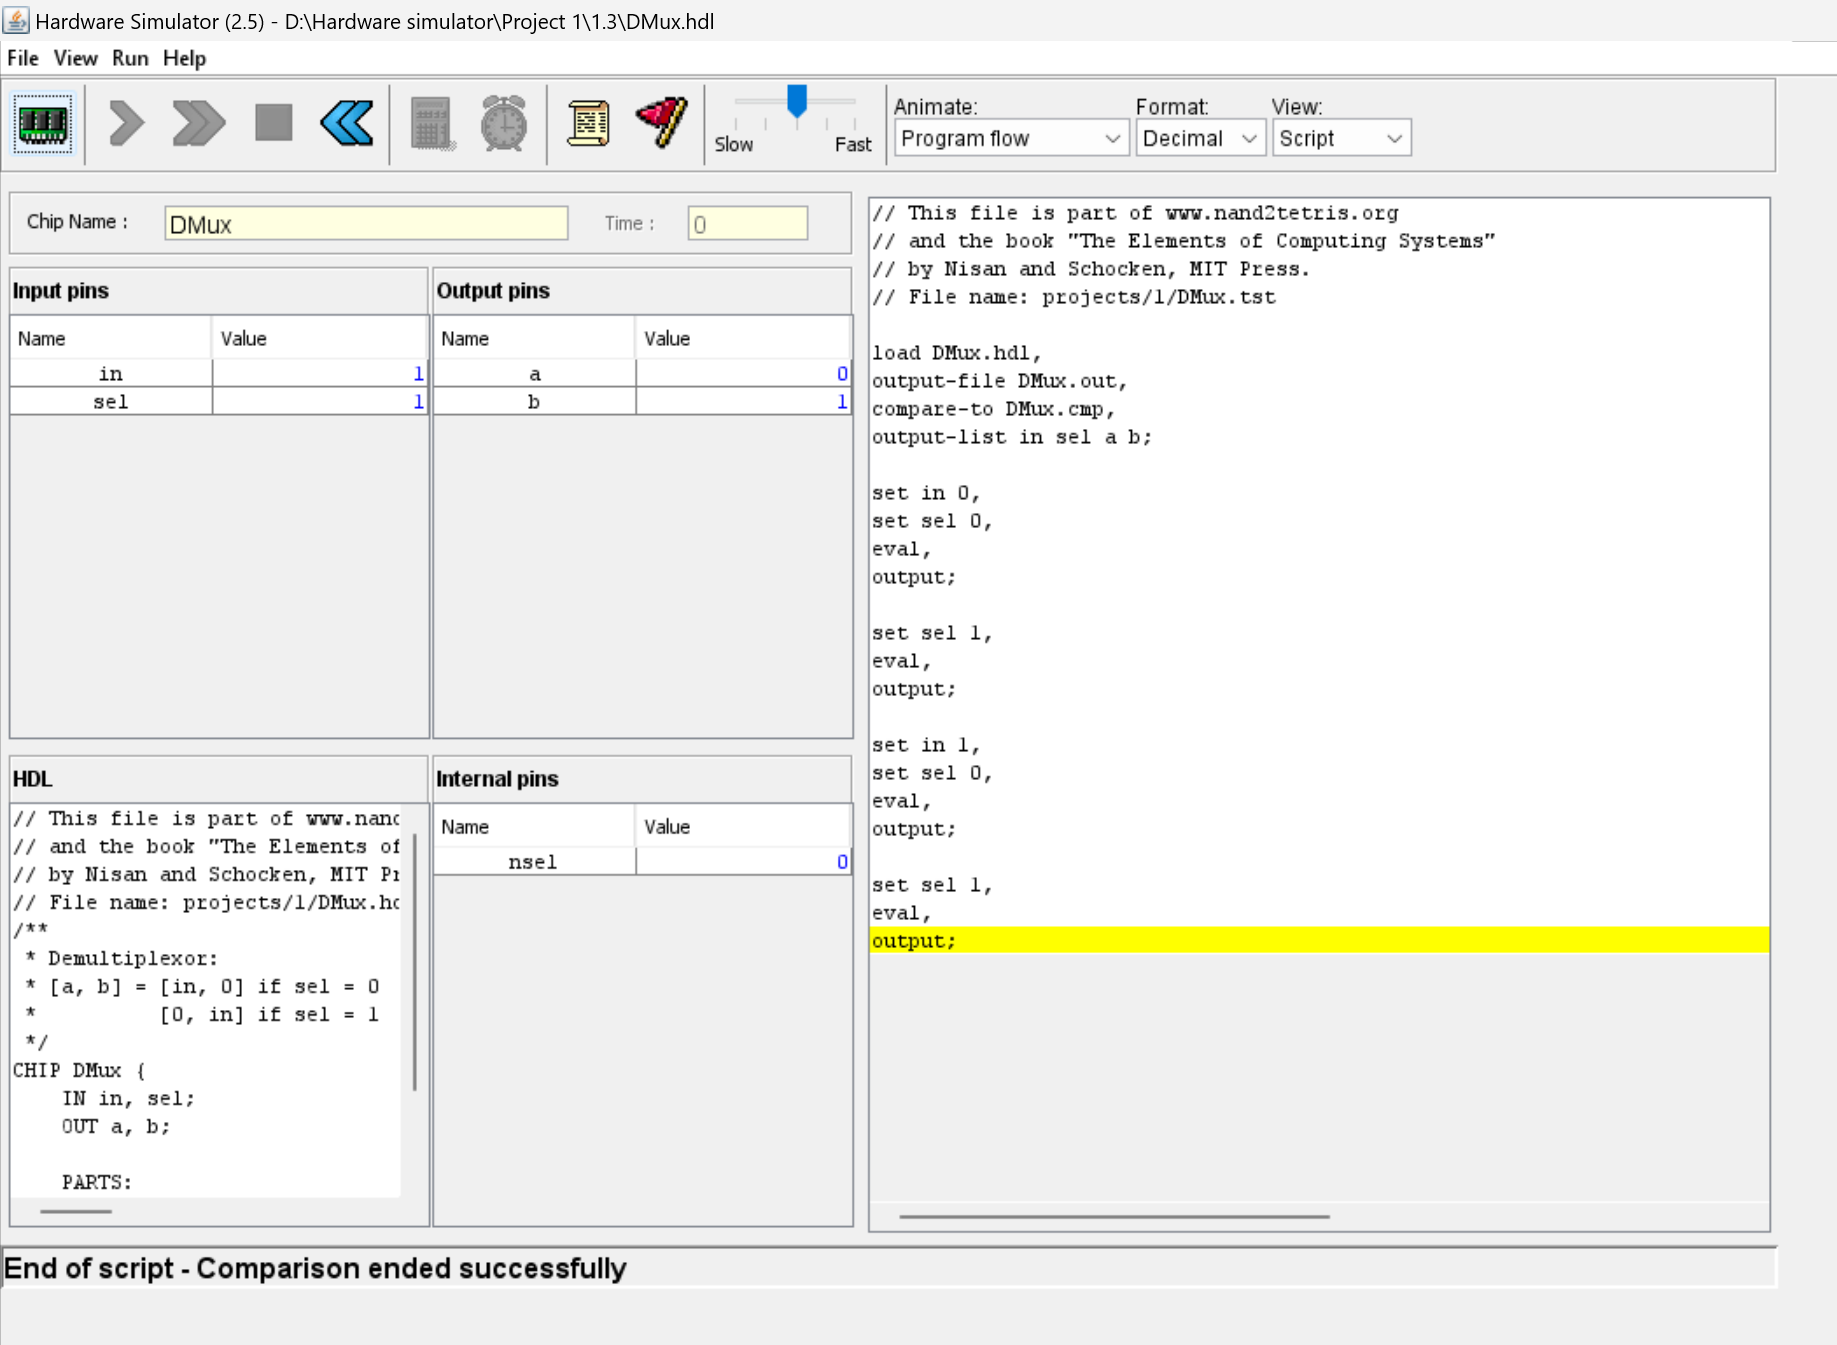 Hardware Simulator (2.5) - D:\Hardware simulator\Project 1\1.3\DMux.hdl
File View Run Help
Slow Fast
Animate: Format: View:
Program flow Decimal Script
Chip Name : DMux Time : 0
Input pins
Name Value
in 1
sel 1
Output pins
Name Value
a 0
b 1
HDL
// This file is part of www.nand
// and the book "The Elements of
// by Nisan and Schocken, MIT Pr
// File name: projects/1/DMux.hd
/**
* Demultiplexor:
* [a, b] = [in, 0] if sel = 0
* [0, in] if sel = 1
*/
CHIP DMux {
IN in, sel;
OUT a, b;
PARTS:
Internal pins
Name Value
nsel 0
// This file is part of www.nand2tetris.org
// and the book "The Elements of Computing Systems"
// by Nisan and Schocken, MIT Press.
// File name: projects/1/DMux.tst
load DMux.hdl,
output-file DMux.out,
compare-to DMux.cmp,
output-list in sel a b;
set in 0,
set sel 0,
eval,
output;
set sel 1,
eval,
output;
set in 1,
set sel 0,
eval,
output;
set sel 1,
eval,
output;
End of script - Comparison ended successfully